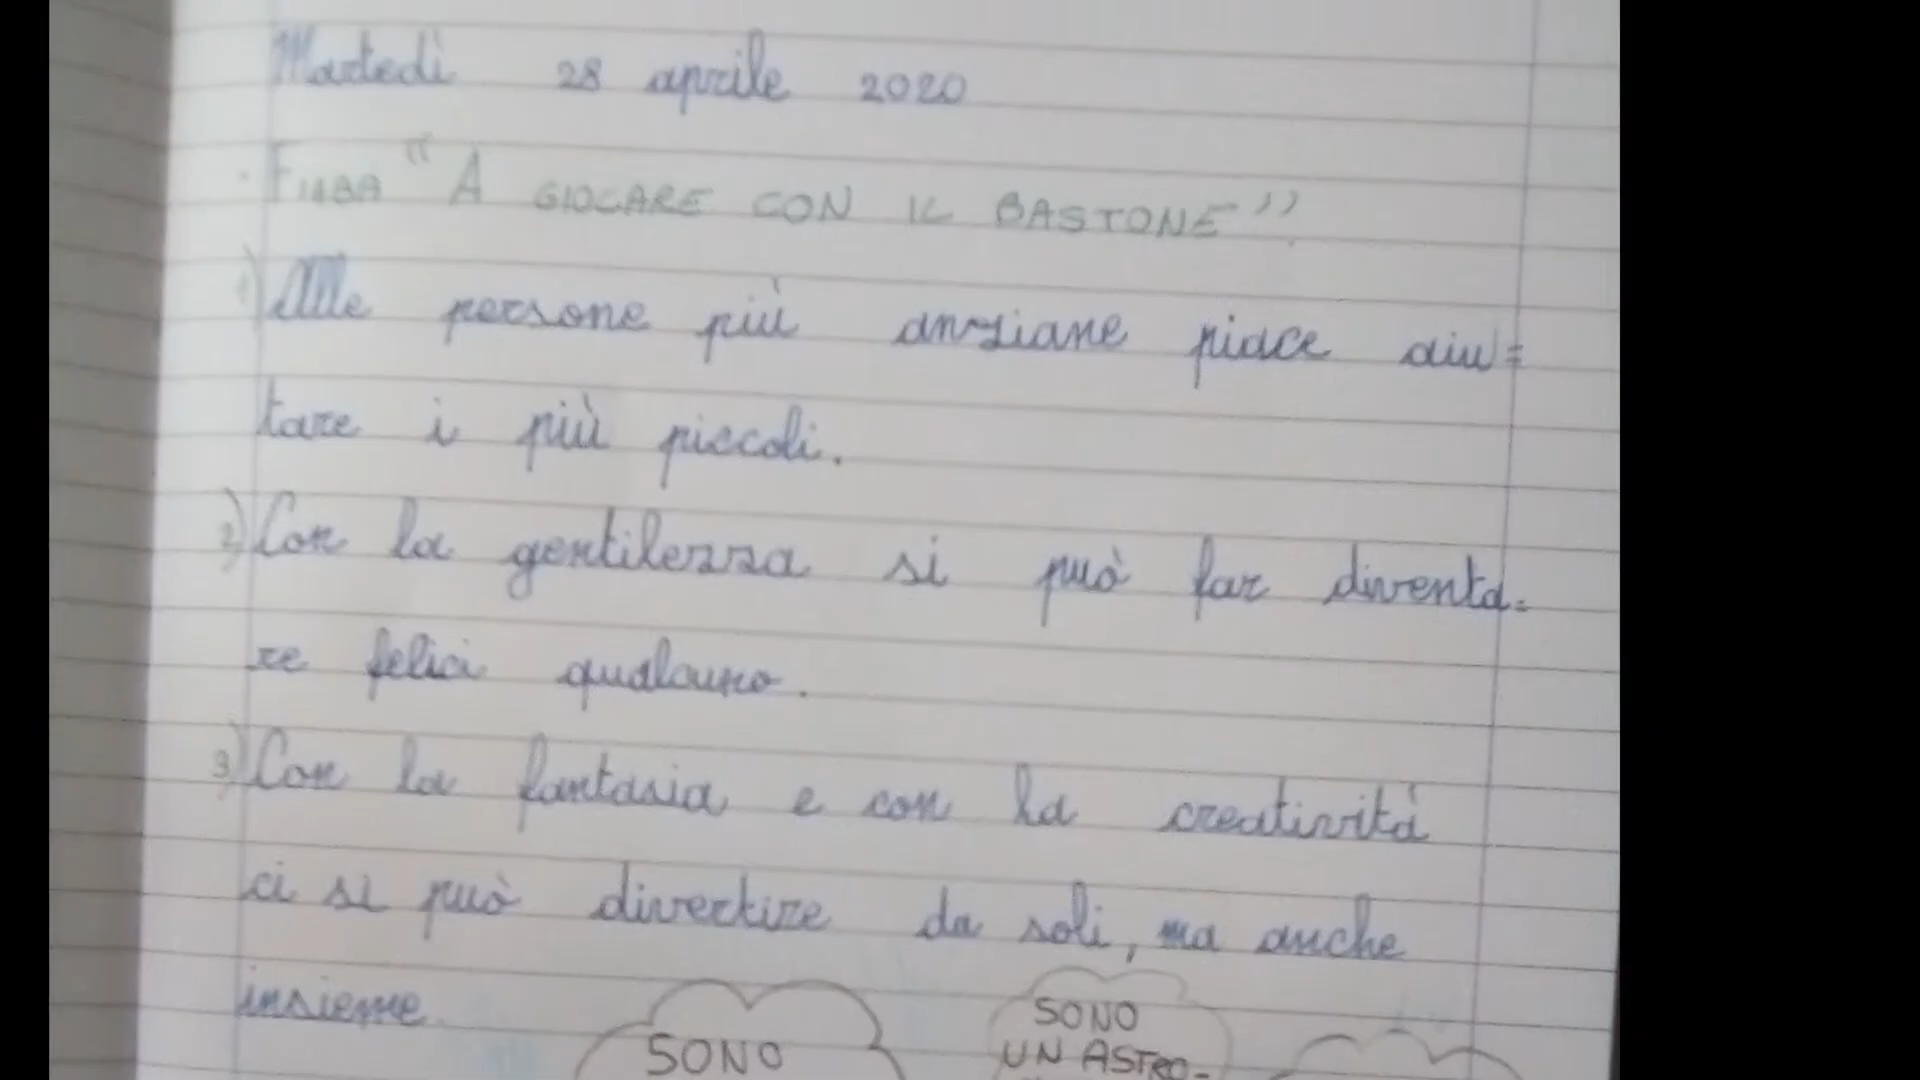 Martedì 28 aprile 2020
FIABA "A GIOCARE CON IL BASTONE".
1) Alle persone più anziane piace aiu=
tare i più piccoli.
2) Con la gentilezza si può far diventa=
re felici qualcuno.
3) Con la fantasia e con la creatività
ci si può divertire da soli, ma anche
insieme.
SONO
SONO
UN ASTRO-